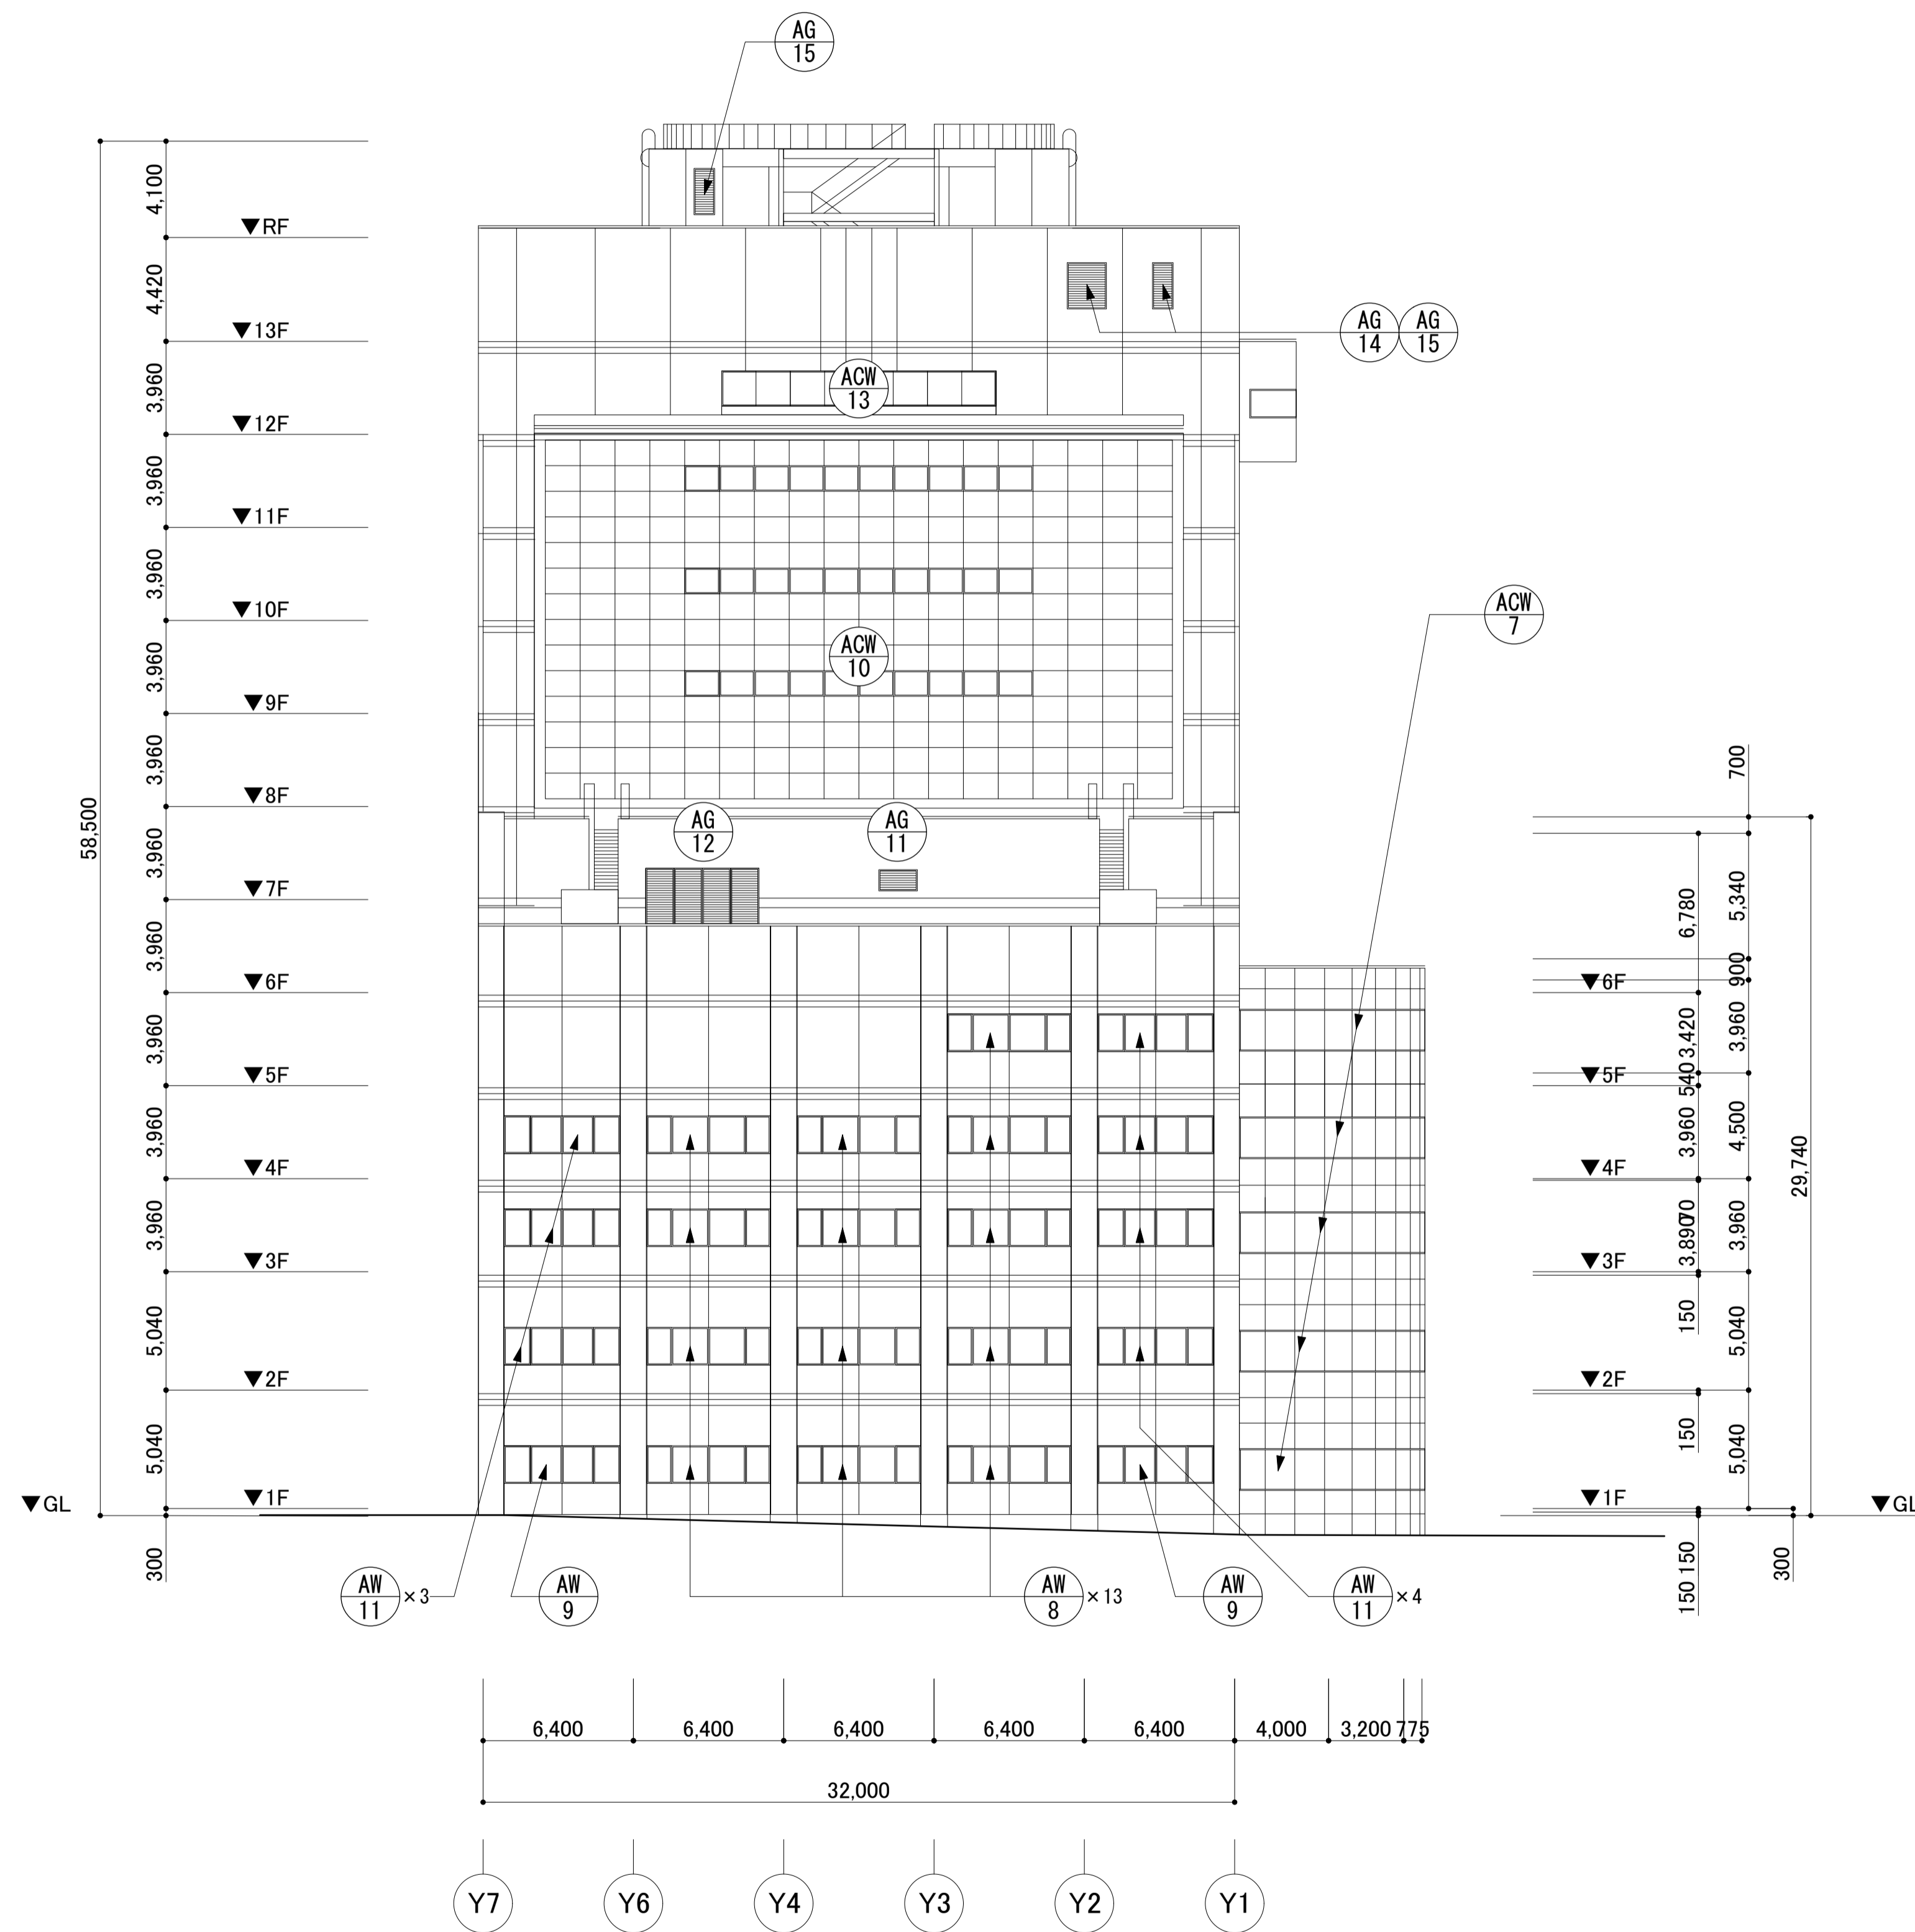 AG
15
4,100
▼RF
4,420
▼13F
AG AG
14 15
3,960
ACW
13
▼12F
3,960
▼11F
3,960
▼10F
ACW
7
3,960
ACW
10
▼9F
3,960
▼8F
700
58,500
3,960
AG AG
12 11
▼7F
5,340
6,780
3,960
▼6F
▼6F
900
3,960
3,420
3,960
▼5F
▼5F
540
3,960
3,960
4,500
29,740
▼4F
▼4F
3,960
3,890
70
3,960
▼3F
▼3F
5,040
150
5,040
▼2F
▼2F
5,040
150
5,040
▼GL
▼1F
▼1F
▼GL
300
150
150
300
AW
11
×3
AW
9
AW
8
×13
AW
9
AW
11
×4
6,400 6,400 6,400 6,400 6,400 4,000 3,200 775
32,000
Y7 Y6 Y4 Y3 Y2 Y1